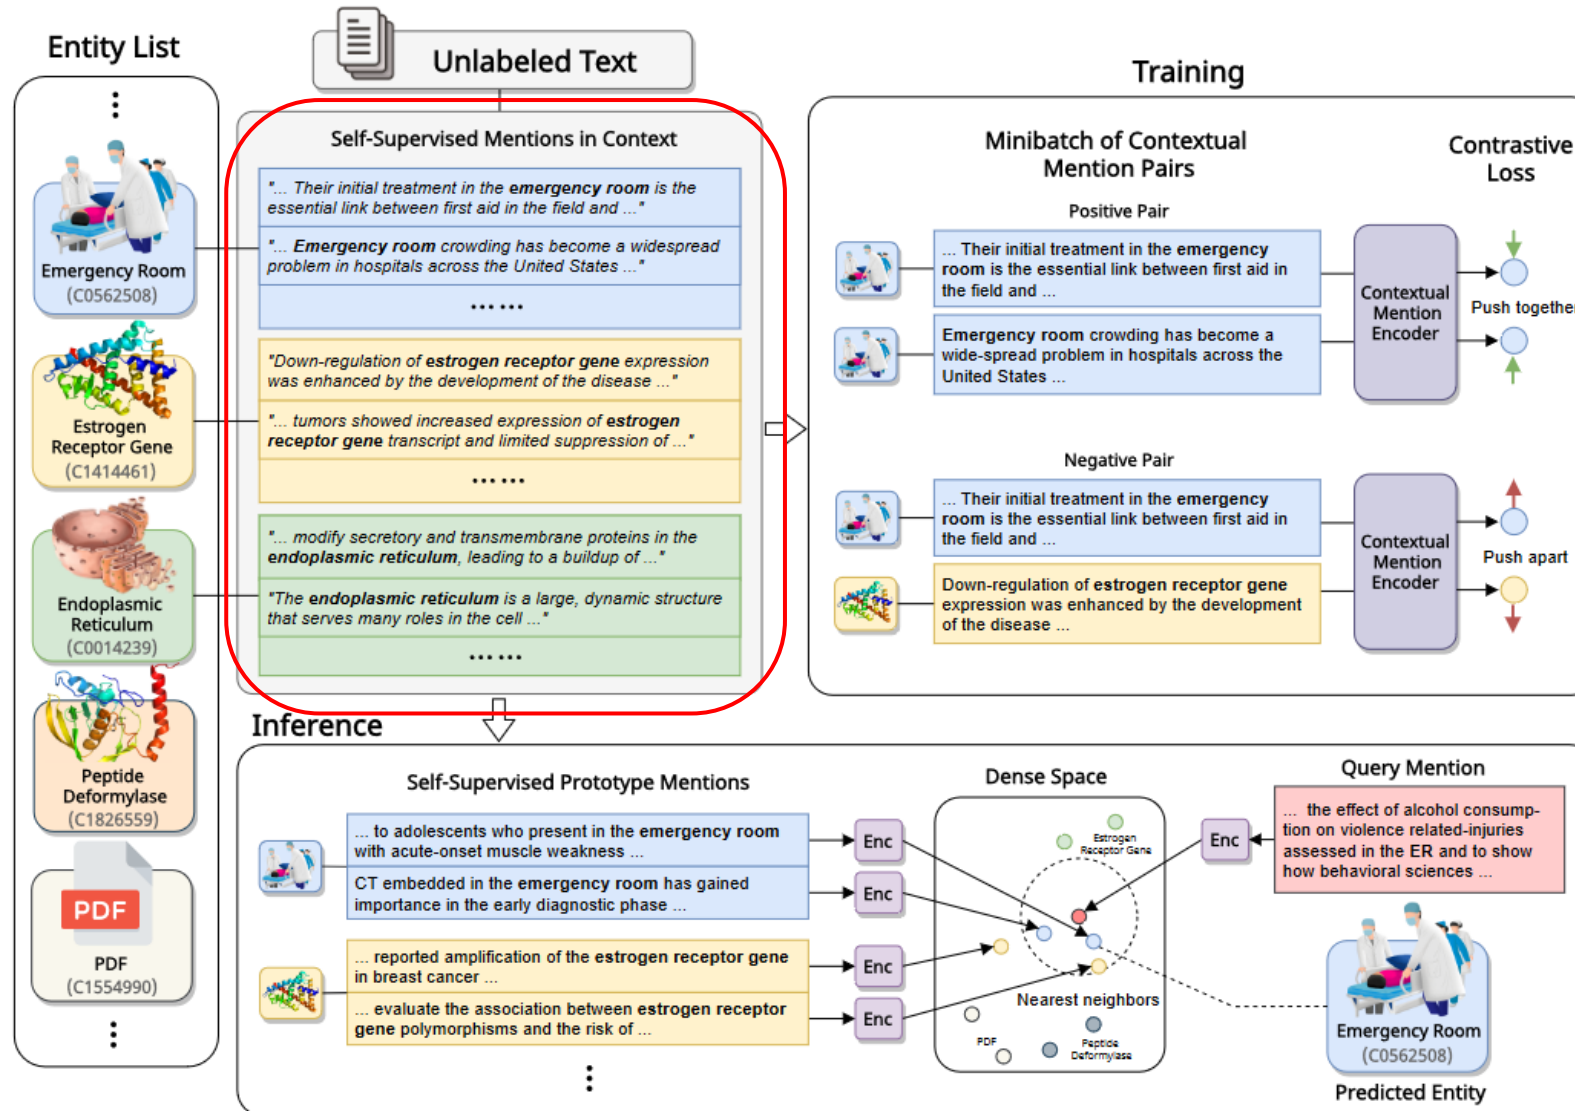 Entity List
Emergency Room
(C0562508)
Estrogen
Receptor Gene
(C1414461)
Endoplasmic
Reticulum
(C0014239)
Peptide
Deformylase
(C1826559)
PDF
PDF
(C1554990)
Unlabeled Text
Self-Supervised Mentions in Context
"... Their initial treatment in the emergency room is the
essential link between first aid in the field and ..."
"... Emergency room crowding has become a widespread
problem in hospitals across the United States ..."
......
"Down-regulation of estrogen receptor gene expression
was enhanced by the development of the disease ..."
"... tumors showed increased expression of estrogen
receptor gene transcript and limited suppression of ..."
......
"... modify secretory and transmembrane proteins in the
endoplasmic reticulum, leading to a buildup of ..."
"The endoplasmic reticulum is a large, dynamic structure
that serves many roles in the cell ..."
......
Training
Minibatch of Contextual
Mention Pairs
Contrastive
Loss
Positive Pair
... Their initial treatment in the emergency
room is the essential link between first aid in
the field and ...
Emergency room crowding has become a
wide-spread problem in hospitals across the
United States ...
Contextual
Mention
Encoder
Push together
Negative Pair
... Their initial treatment in the emergency
room is the essential link between first aid in
the field and ...
Down-regulation of estrogen receptor gene
expression was enhanced by the development
of the disease ...
Contextual
Mention
Encoder
Push apart
Inference
Self-Supervised Prototype Mentions
... to adolescents who present in the emergency room
with acute-onset muscle weakness ...
CT embedded in the emergency room has gained
importance in the early diagnostic phase ...
... reported amplification of the estrogen receptor gene
in breast cancer ...
... evaluate the association between estrogen receptor
gene polymorphisms and the risk of ...
Enc
Enc
Enc
Enc
Dense Space
Estrogen
Receptor Gene
Nearest neighbors
PDF
Peptide
Deformylase
Enc
Query Mention
... the effect of alcohol consump-
tion on violence related-injuries
assessed in the ER and to show
how behavioral sciences ...
Emergency Room
(C0562508)
Predicted Entity